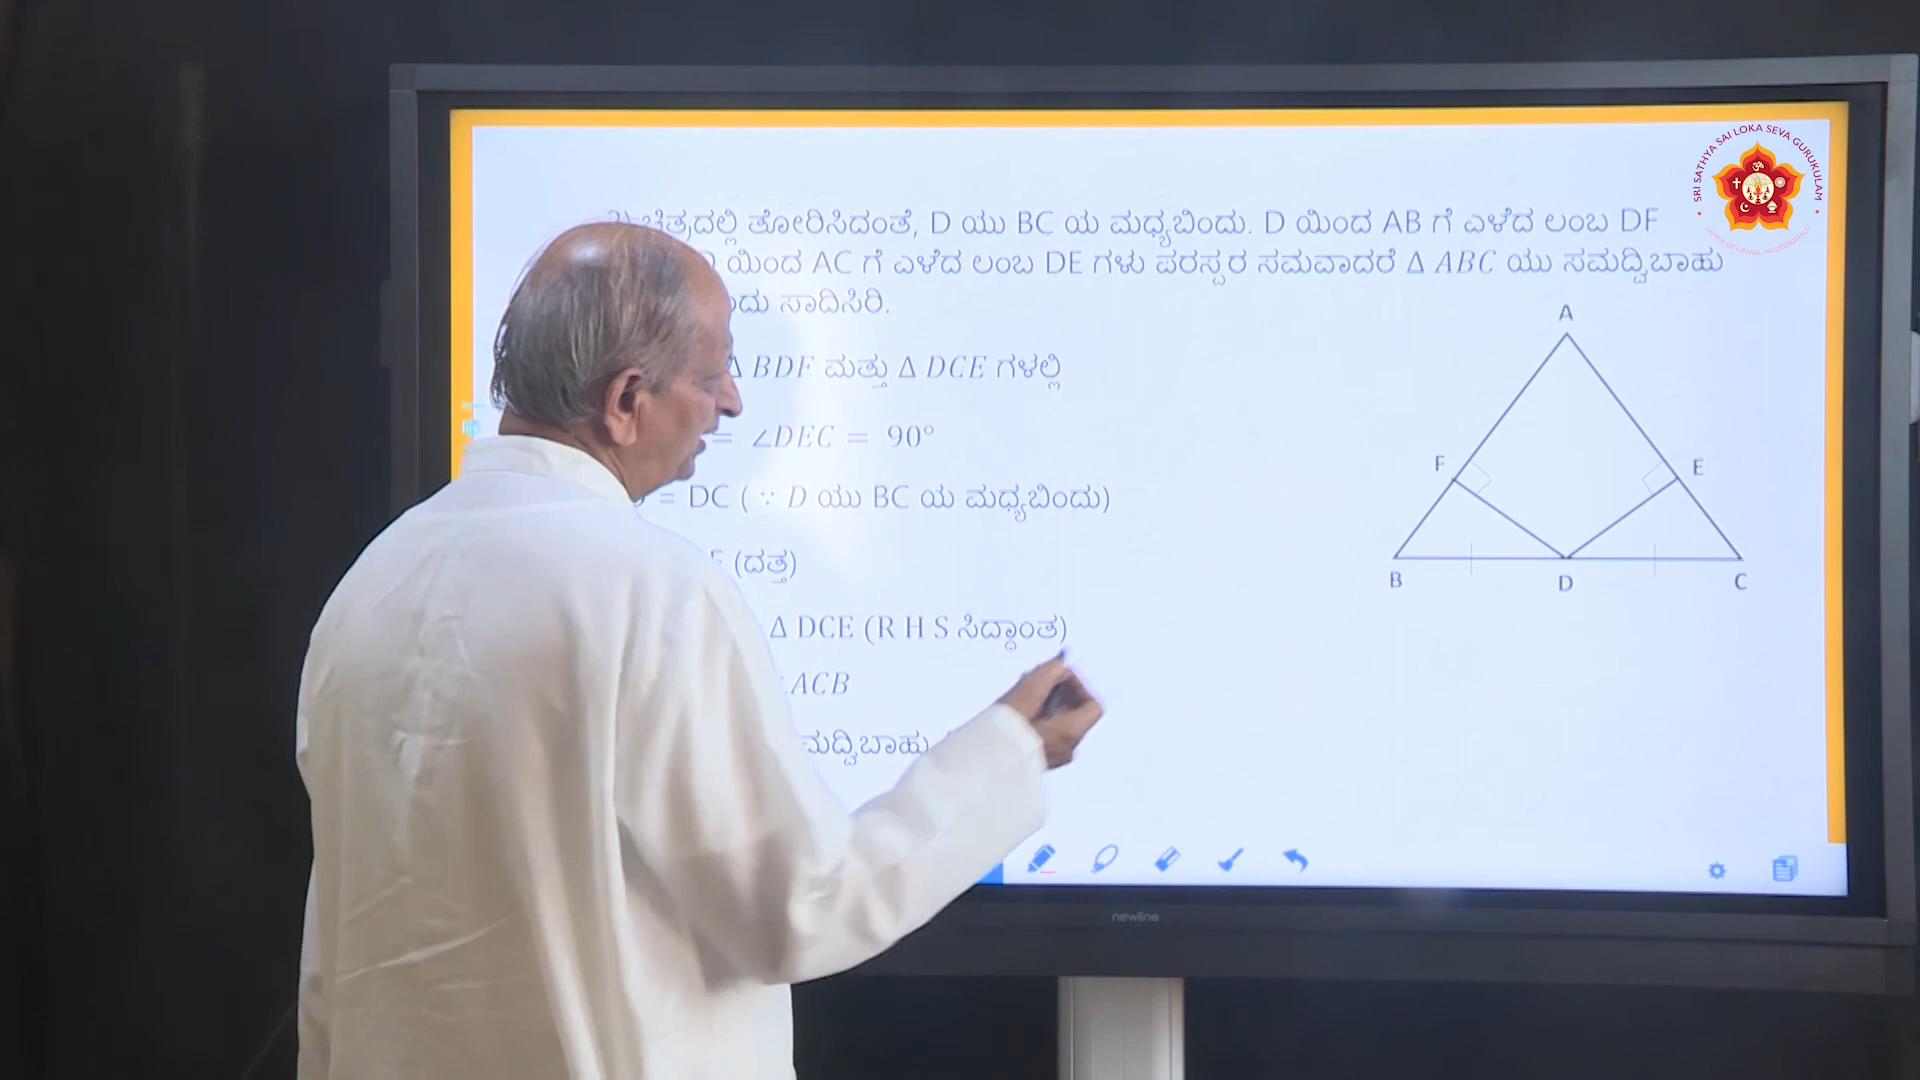 SRI SATHYA SAI LOKA SEVA GURUKULAM
ಚಿತ್ರದಲ್ಲಿ ತೋರಿಸಿದಂತೆ, D ಯು BC ಯ ಮಧ್ಯಬಿಂದು. D ಯಿಂದ AB ಗೆ ಎಳೆದ ಲಂಬ DF
ಯಿಂದ AC ಗೆ ಎಳೆದ ಲಂಬ DE ಗಳು ಪರಸ್ಪರ ಸಮವಾದರೆ Δ ABC ಯು ಸಮದ್ವಿಬಾಹು
ಸಾದಿಸಿರಿ.
A
Δ BDF ಮತ್ತು Δ DCE ಗಳಲ್ಲಿ
= ∠DEC = 90°
F
E
= DC ( ∵ D ಯು BC ಯ ಮಧ್ಯಬಿಂದು)
(ದತ್ತ)
B D C
Δ DCE (R H S ಸಿದ್ಧಾಂತ)
ACB
newline